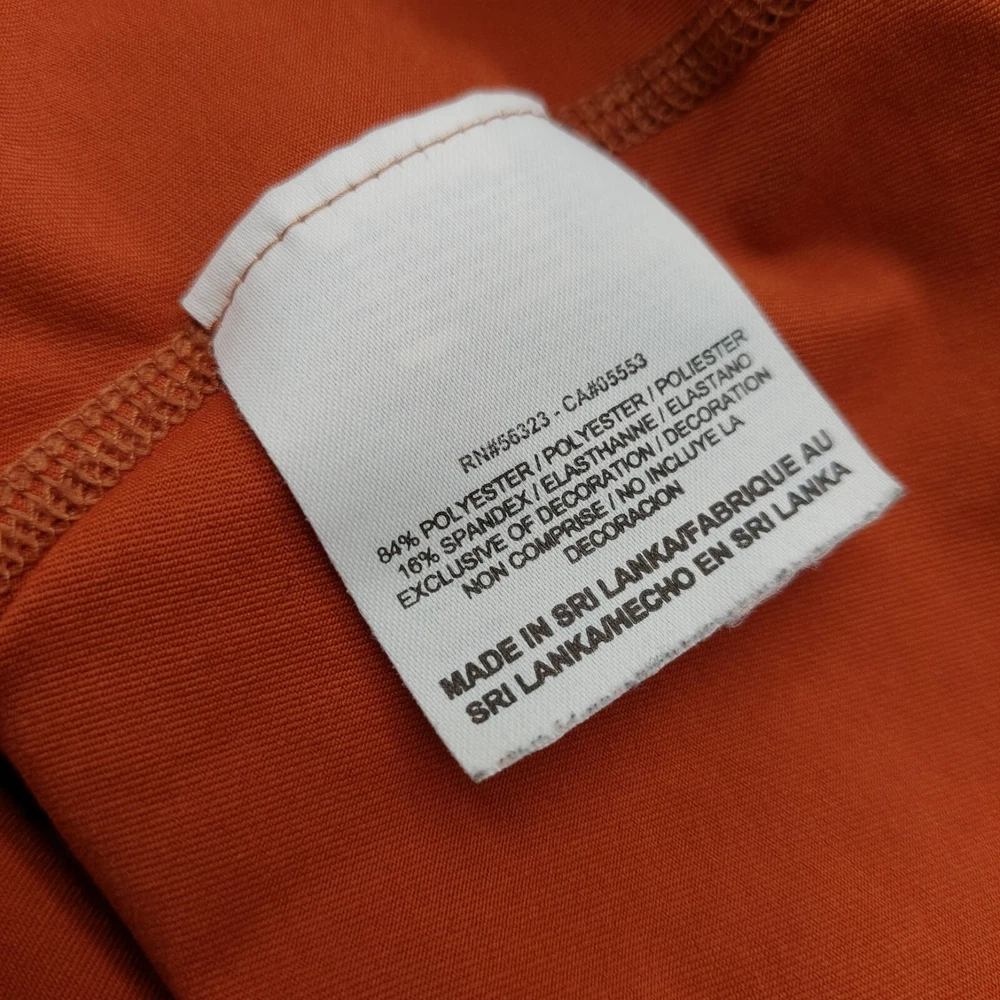 RN#56323 - CA#05553
84% POLYESTER / POLYESTER / POLIESTER
16% SPANDEX / ELASTHANNE / ELASTANO
EXCLUSIVE OF DECORATION / DECORATION
NON COMPRISE / NO INCLUYE LA
DECORACION
MADE IN SRI LANKA/FABRIQUE AU
SRI LANKA/HECHO EN SRI LANKA